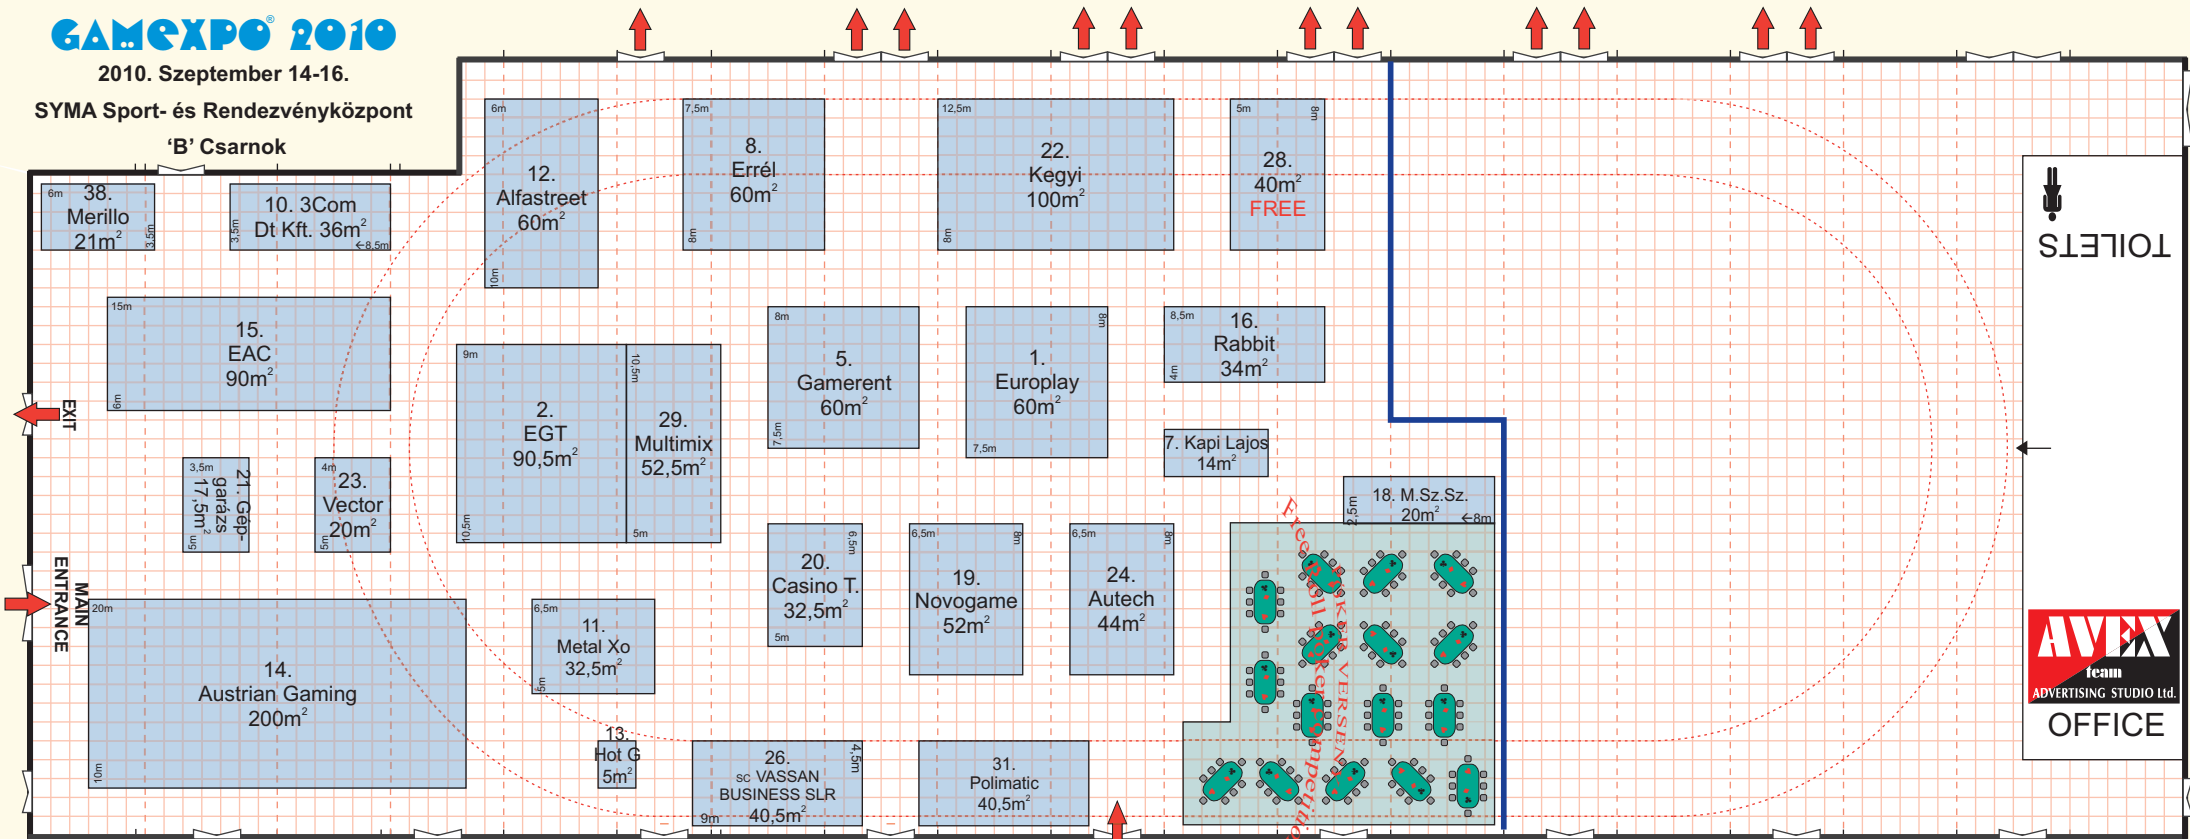 GAMEXPO® 2010
2010. Szeptember 14-16.
SYMA Sport- és Rendezvényközpont
‘B’ Csarnok
6m
38.
Merillo
21m²
3,5m
10. 3Com
Dt Kft. 36m²
3,5m
←8,5m
6m
12.
Alfastreet
60m²
10m
7,5m
8.
Errél
60m²
8m
12,5m
22.
Kegyi
100m²
8m
5m
8m
28.
40m²
FREE
TOILETS
15m
15.
EAC
90m²
6m
EXIT
9m
2.
EGT
90,5m²
10,5m
10,5m
29.
Multimix
52,5m²
5m
8m
5.
Gamerent
60m²
7,5m
8m
1.
Europlay
60m²
7,5m
8,5m
16.
Rabbit
34m²
4m
7. Kapi Lajos
14m²
3,5m
21. Gép-
garázs
17,5m²
5m
4m
23.
Vector
20m²
5m
18. M.Sz.Sz.
20m²
2,5m
←8m
MAIN
ENTRANCE
20m
14.
Austrian Gaming
200m²
10m
6,5m
11.
Metal Xo
32,5m²
5m
6,5m
20.
Casino T.
32,5m²
5m
6,5m
8m
19.
Novogame
52m²
6,5m
8m
24.
Autech
44m²
13.
Hot G
5m²
4,5m
26.
SC VASSAN
BUSINESS SLR
40,5m²
9m
31.
Polimatic
40,5m²
AVEX
team
ADVERTISING STUDIO Ltd.
OFFICE